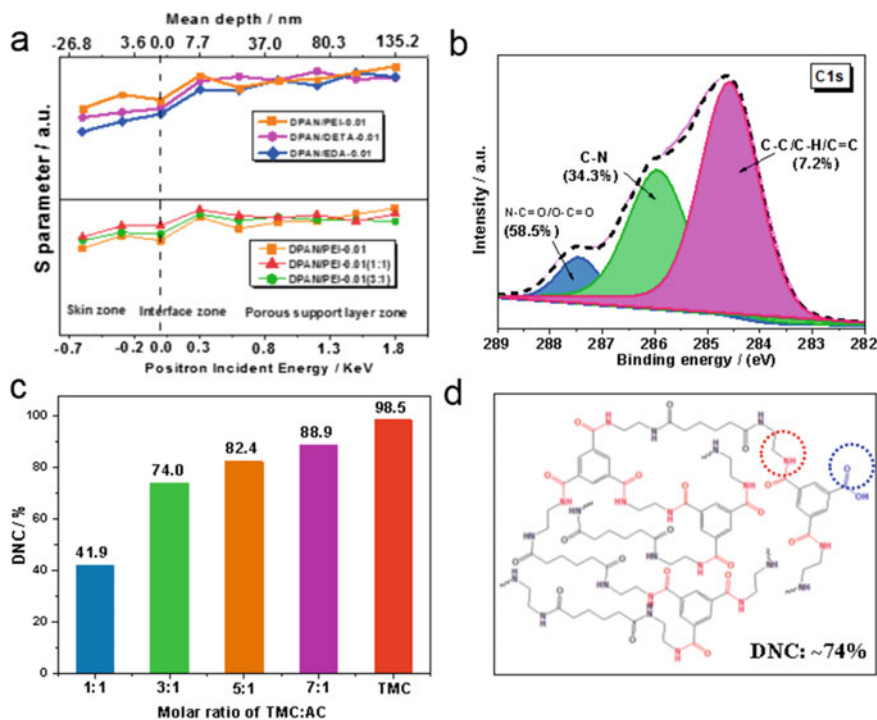 a
Mean depth / nm
-26.8 3.6 0.0 7.7 37.0 80.3 135.2
S parameter / a.u.
DPAN/PEI-0.01
DPAN/DETA-0.01
DPAN/EDA-0.01
DPAN/PEI-0.01
DPAN/PEI-0.01(1:1)
DPAN/PEI-0.01(3:1)
Skin zone Interface zone Porous support layer zone
-0.7 -0.2 0.0 0.3 0.9 1.2 1.8
Positron Incident Energy / KeV
b
C1s
C-C/C-H/C=C
(7.2%)
C-N
(34.3%)
N-C=O/O-C=O
(58.5%)
Intensity / a.u.
289 288 287 286 285 284 283 282
Binding energy / (eV)
c
DNC / %
100
80
60
40
20
0
41.9
74.0
82.4
88.9
98.5
1:1 3:1 5:1 7:1 TMC
Molar ratio of TMC:AC
d
DNC: ~74%